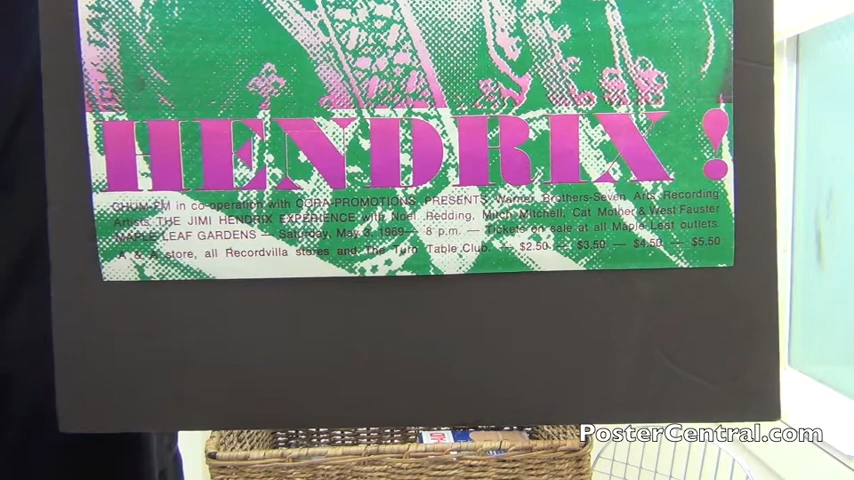 HENDRIX!
CHUM-FM in co-operation with CORA-PROMOTIONS PRESENTS Warner Brothers-Seven Arts Recording
Artists THE JIMI HENDRIX EXPERIENCE with Noel Redding, Mitch Mitchell, Cat Mother & West Fauster
MAPLE LEAF GARDENS — Saturday, May 3, 1969 — 8 p.m. — Tickets on sale at all Maple Leaf outlets.
A & A store, all Recordvilla stores and The Turn Table Club. — $2.50 — $3.50 — $4.50 — $5.50
PosterCentral.com